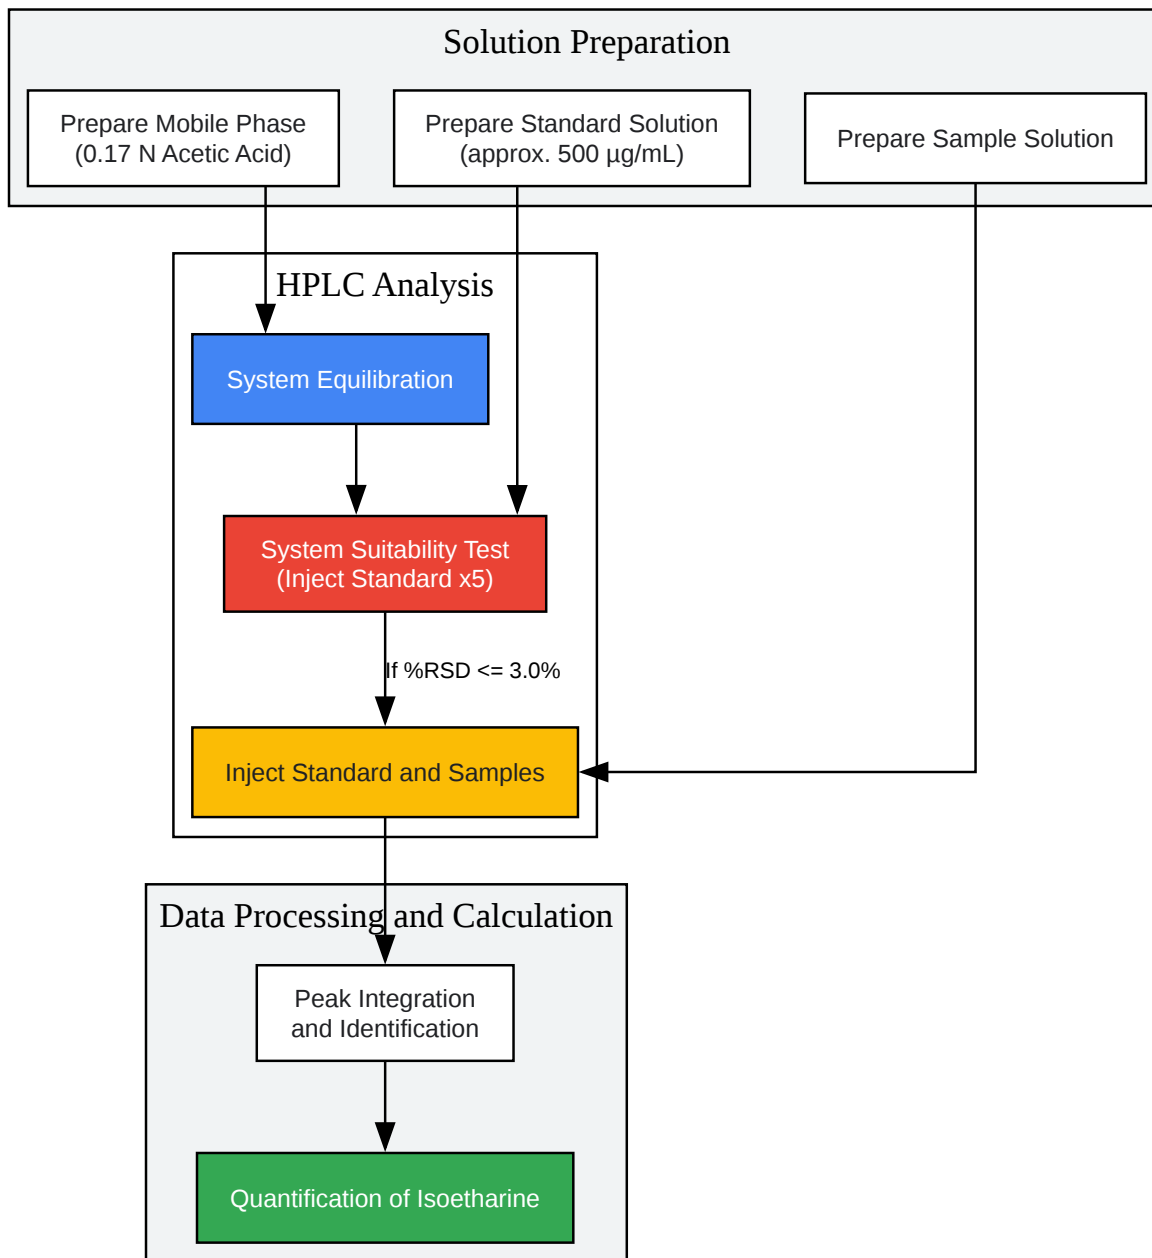 Solution Preparation
Prepare Mobile Phase
(0.17 N Acetic Acid)
Prepare Standard Solution
(approx. 500 µg/mL)
Prepare Sample Solution
HPLC Analysis
System Equilibration
System Suitability Test
(Inject Standard x5)
If %RSD <= 3.0%
Inject Standard and Samples
Data Processing and Calculation
Peak Integration
and Identification
Quantification of Isoetharine